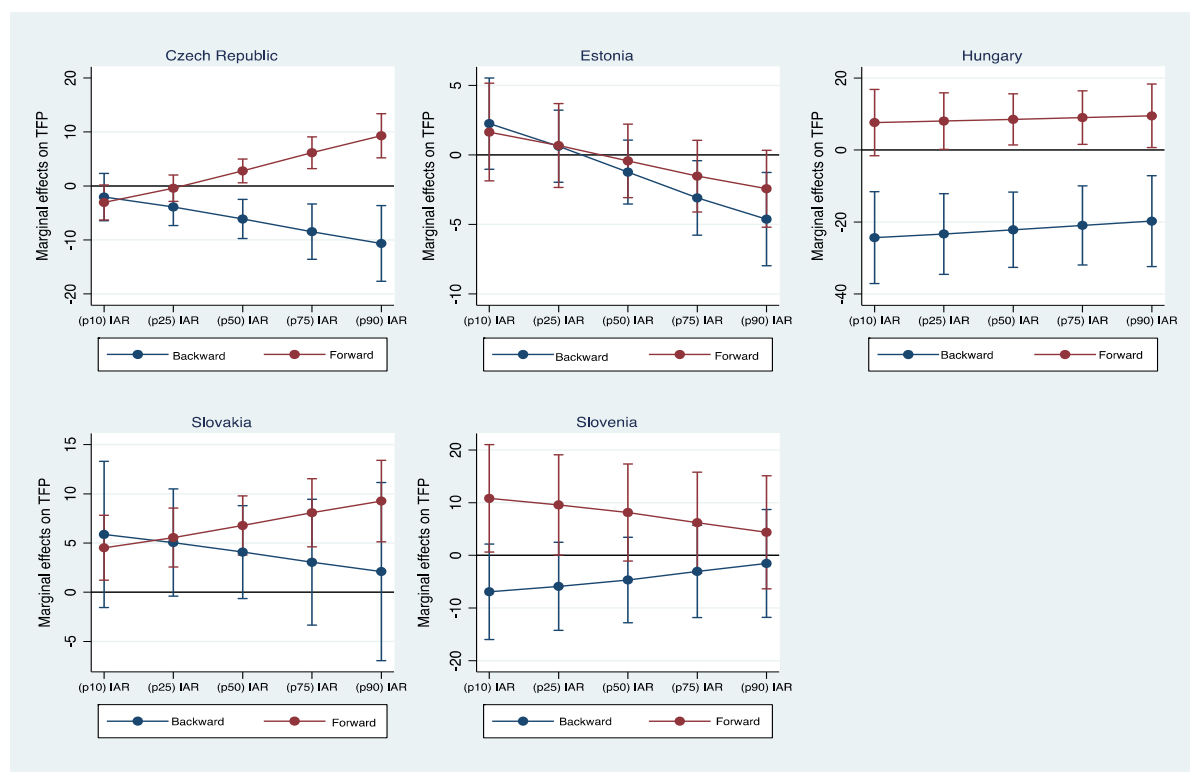 Czech Republic
Marginal effects on TFP
20
10
0
-10
-20
(p10) IAR (p25) IAR (p50) IAR (p75) IAR (p90) IAR
Backward Forward
Estonia
Marginal effects on TFP
5
0
-5
-10
(p10) IAR (p25) IAR (p50) IAR (p75) IAR (p90) IAR
Backward Forward
Hungary
Marginal effects on TFP
20
0
-20
-40
(p10) IAR (p25) IAR (p50) IAR (p75) IAR (p90) IAR
Backward Forward
Slovakia
Marginal effects on TFP
15
10
5
0
-5
(p10) IAR (p25) IAR (p50) IAR (p75) IAR (p90) IAR
Backward Forward
Slovenia
Marginal effects on TFP
20
10
0
-10
-20
(p10) IAR (p25) IAR (p50) IAR (p75) IAR (p90) IAR
Backward Forward